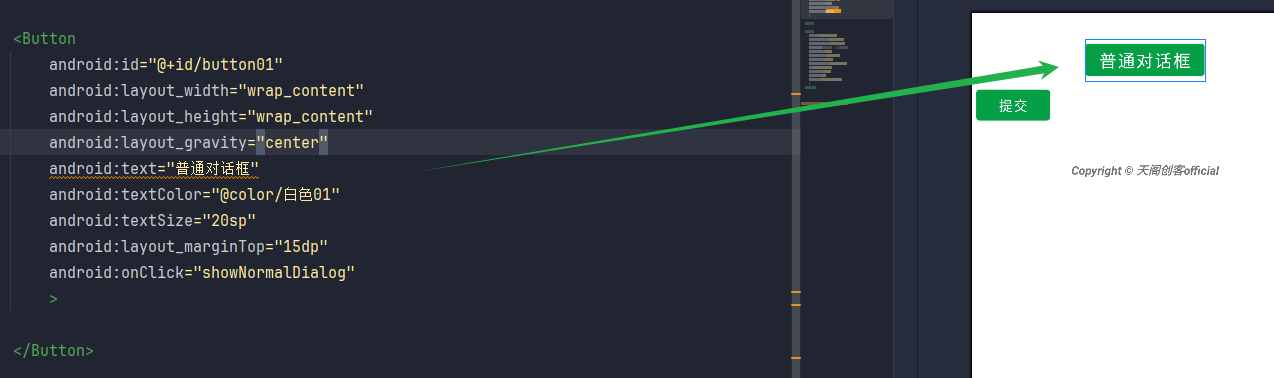 <Button
android:id="@+id/button01"
android:layout_width="wrap_content"
android:layout_height="wrap_content"
android:layout_gravity="center"
android:text="普通对话框"
android:textColor="@color/白色01"
android:textSize="20sp"
android:layout_marginTop="15dp"
android:onClick="showNormalDialog"
>
</Button>
普通对话框
提交
Copyright © 天阁创客official